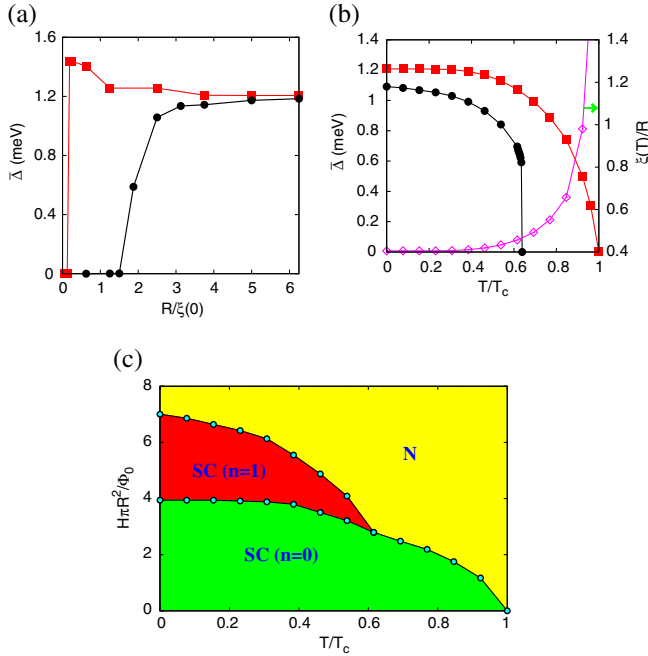 (a)
1.6
1.2
0.8
0.4
0
Δ̄ (meV)
0 1 2 3 4 5 6
R/ξ(0)
(b)
1.4
1.2
1
0.8
0.6
0.4
0.2
0
Δ̄ (meV)
0 0.2 0.4 0.6 0.8 1
T/Tc
1.4
1.2
1
0.8
0.6
0.4
ξ(T)/R
(c)
8
6
4
2
0
HπR²/Φ₀
N
SC (n=1)
SC (n=0)
0 0.2 0.4 0.6 0.8 1
T/Tc